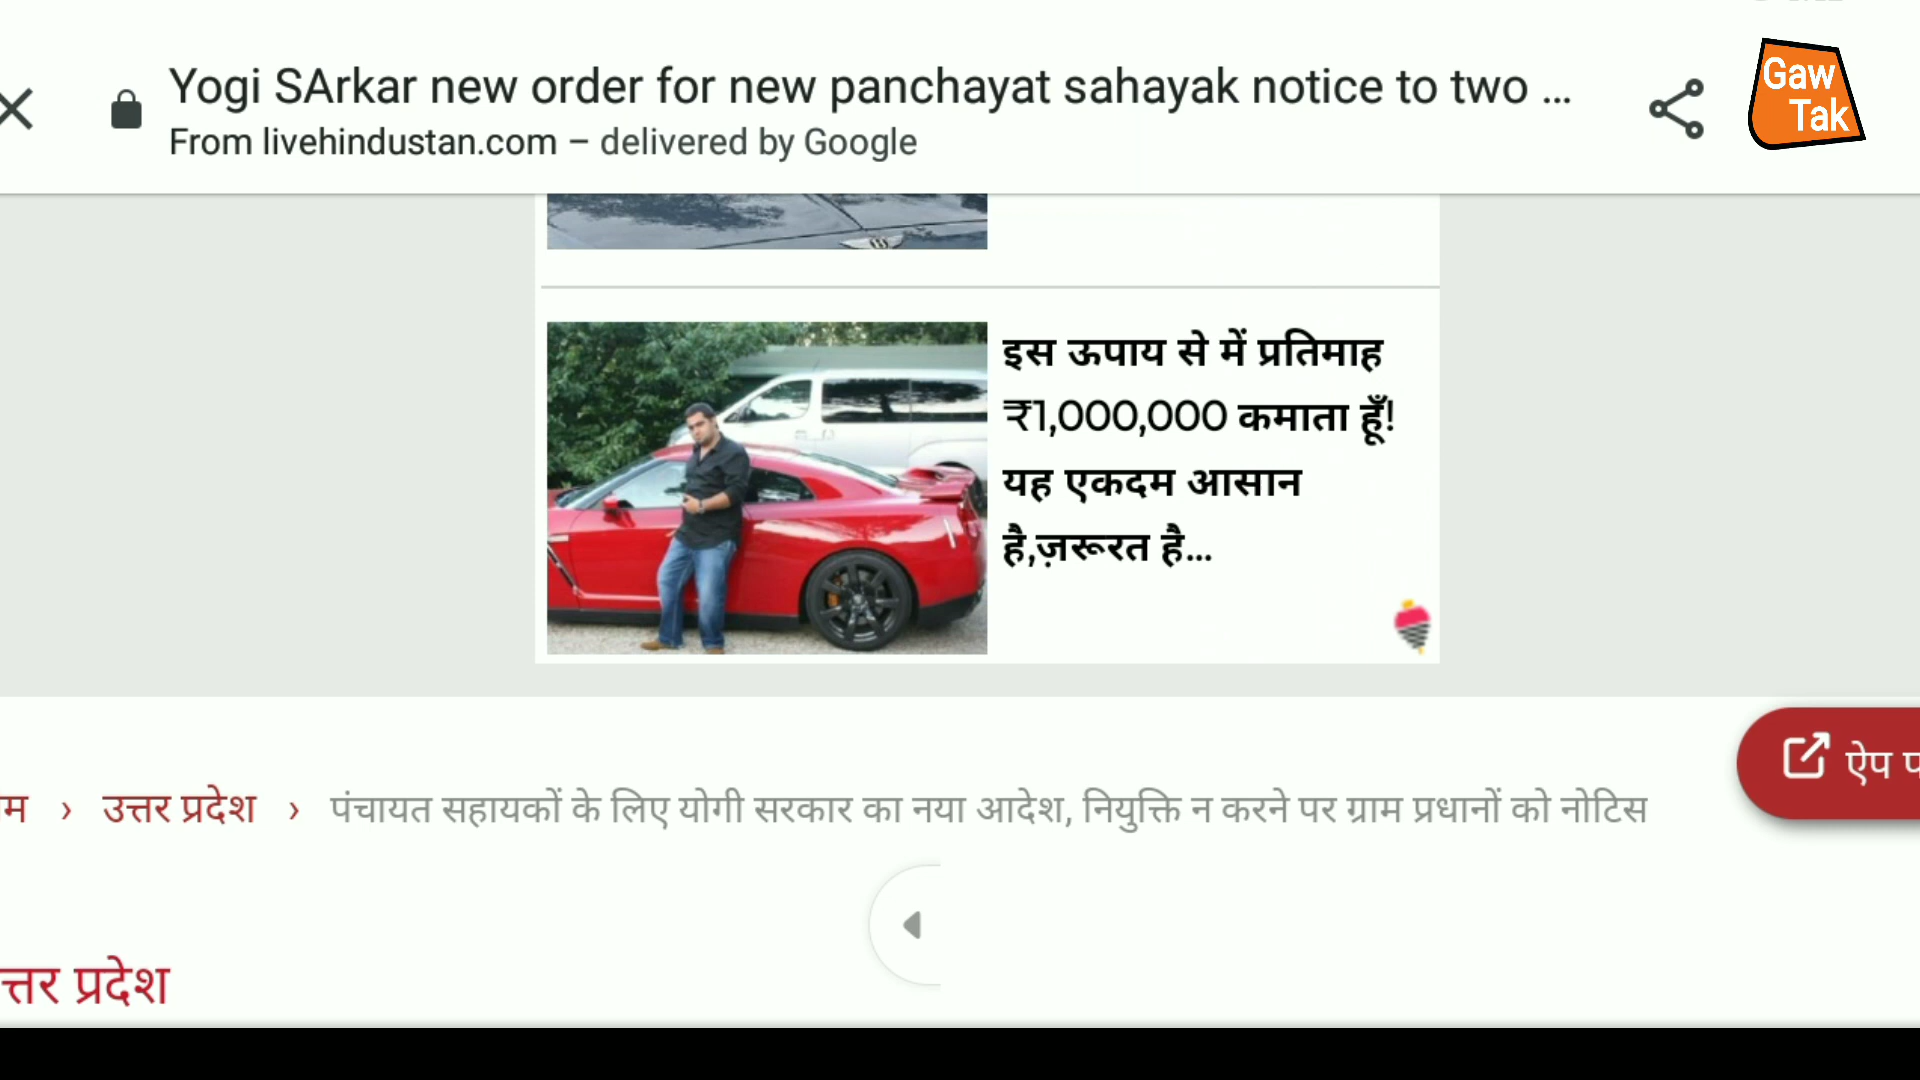 Yogi SArkar new order for new panchayat sahayak notice to two ...
From livehindustan.com – delivered by Google
Gaw
Tak
इस ऊपाय से में प्रतिमाह
₹1,000,000 कमाता हूँ!
यह एकदम आसान
है,ज़रूरत है...
ऐप
› उत्तर प्रदेश › पंचायत सहायकों के लिए योगी सरकार का नया आदेश, नियुक्ति न करने पर ग्राम प्रधानों को नोटिस
त्तर प्रदेश